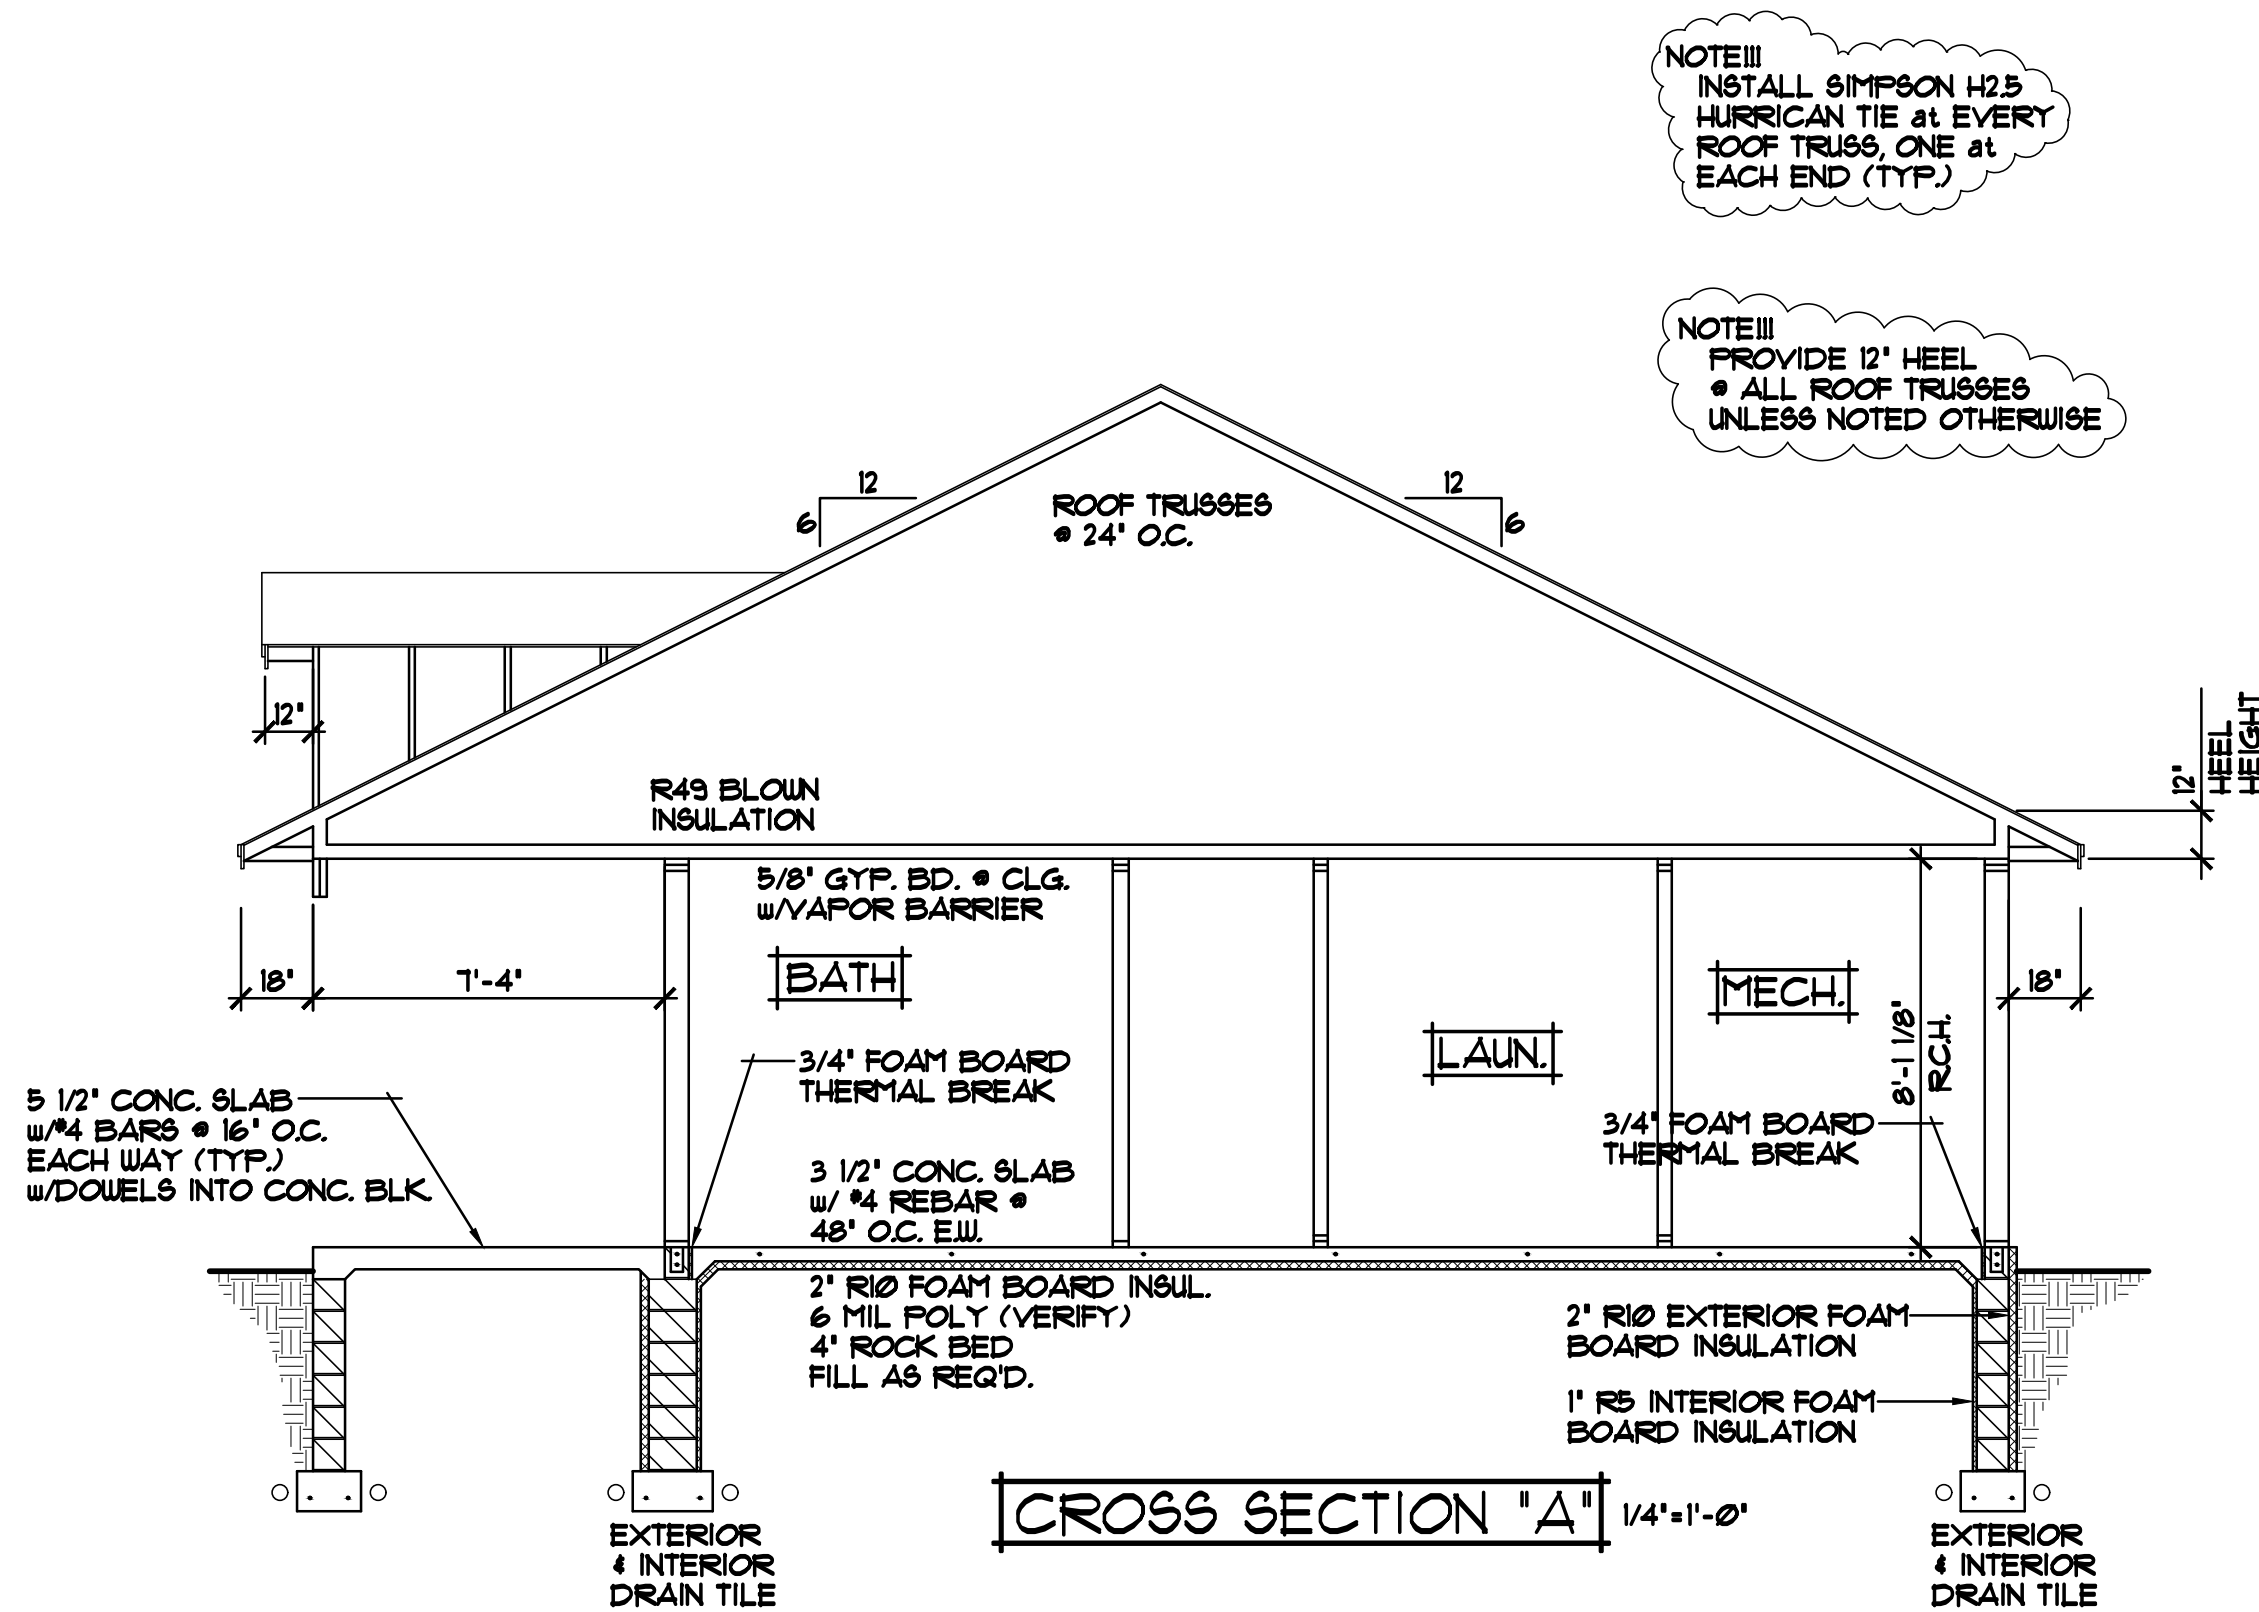 NOTE!!!
INSTALL SIMPSON H2.5
HURRICAN TIE at EVERY
ROOF TRUSS, ONE at
EACH END (TYP.)
NOTE!!!
PROVIDE 12" HEEL
@ ALL ROOF TRUSSES
UNLESS NOTED OTHERWISE
12
6
ROOF TRUSSES
@ 24" O.C.
12
6
12"
12"
HEEL
HEIGHT
R49 BLOWN
INSULATION
5/8" GYP. BD. @ CLG.
w/VAPOR BARRIER
18"
7'-4"
BATH
MECH.
18"
LAUN.
8'-1 1/8"
R.C.H.
3/4" FOAM BOARD
THERMAL BREAK
5 1/2" CONC. SLAB
w/#4 BARS @ 16" O.C.
EACH WAY (TYP.)
w/DOWELS INTO CONC. BLK.
3/4" FOAM BOARD
THERMAL BREAK
3 1/2" CONC. SLAB
w/ #4 REBAR @
48" O.C. E.W.
2" R10 FOAM BOARD INSUL.
6 MIL POLY (VERIFY)
4" ROCK BED
FILL AS REQ'D.
2" R10 EXTERIOR FOAM
BOARD INSULATION
1" R5 INTERIOR FOAM
BOARD INSULATION
CROSS SECTION "A"
1/4"=1'-0"
EXTERIOR
& INTERIOR
DRAIN TILE
EXTERIOR
& INTERIOR
DRAIN TILE